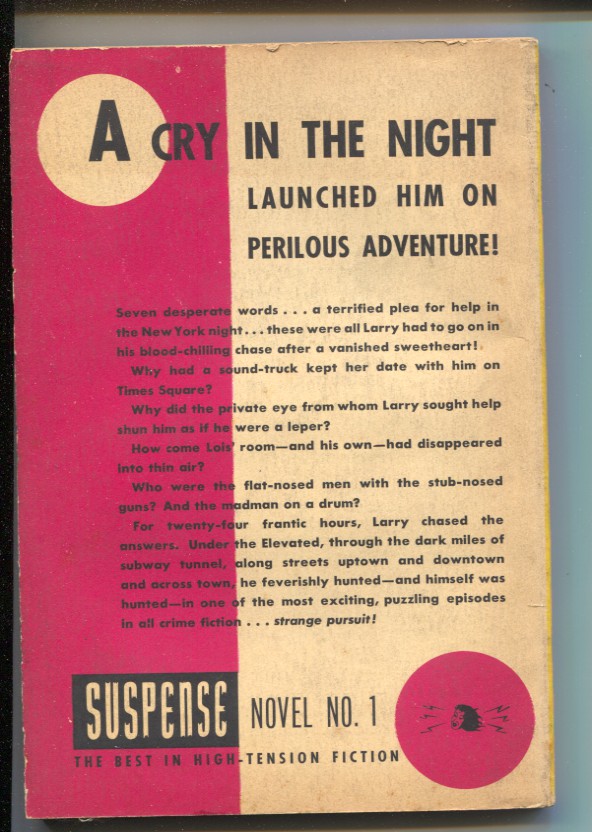 A CRY IN THE NIGHT
LAUNCHED HIM ON
PERILOUS ADVENTURE!
Seven desperate words . . . a terrified plea for help in
the New York night . . . these were all Larry had to go on in
his blood-chilling chase after a vanished sweetheart!
Why had a sound-truck kept her date with him on
Times Square?
Why did the private eye from whom Larry sought help
shun him as if he were a leper?
How come Lois' room—and his own—had disappeared
into thin air?
Who were the flat-nosed men with the stub-nosed
guns? And the madman on a drum?
For twenty-four frantic hours, Larry chased the
answers. Under the Elevated, through the dark miles of
subway tunnel, along streets uptown and downtown
and across town, he feverishly hunted—and himself was
hunted—in one of the most exciting, puzzling episodes
in all crime fiction . . . strange pursuit!
SUSPENSE NOVEL NO. 1
THE BEST IN HIGH-TENSION FICTION